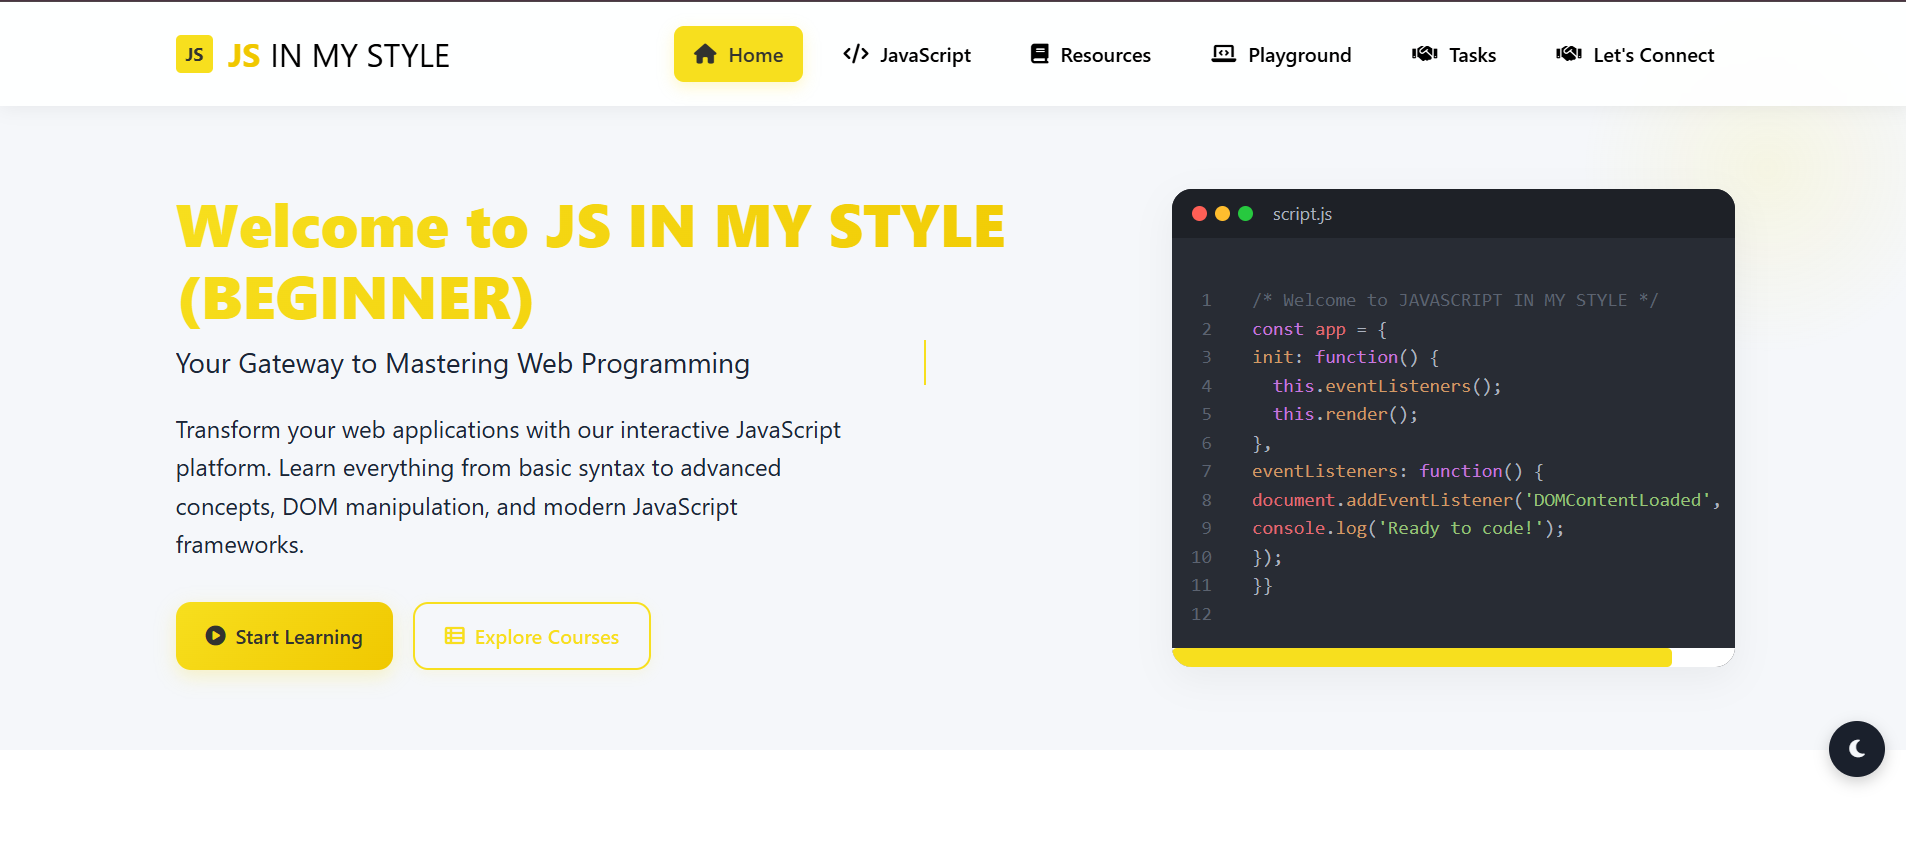 JS JS IN MY STYLE
Home
JavaScript
Resources
Playground
Tasks
Let's Connect
Welcome to JS IN MY STYLE
(BEGINNER)
Your Gateway to Mastering Web Programming
Transform your web applications with our interactive JavaScript
platform. Learn everything from basic syntax to advanced
concepts, DOM manipulation, and modern JavaScript
frameworks.
Start Learning
Explore Courses
script.js
1 /* Welcome to JAVASCRIPT IN MY STYLE */
2 const app = {
3 init: function() {
4 this.eventListeners();
5 this.render();
6 },
7 eventListeners: function() {
8 document.addEventListener('DOMContentLoaded',
9 console.log('Ready to code!');
10 });
11 }}
12